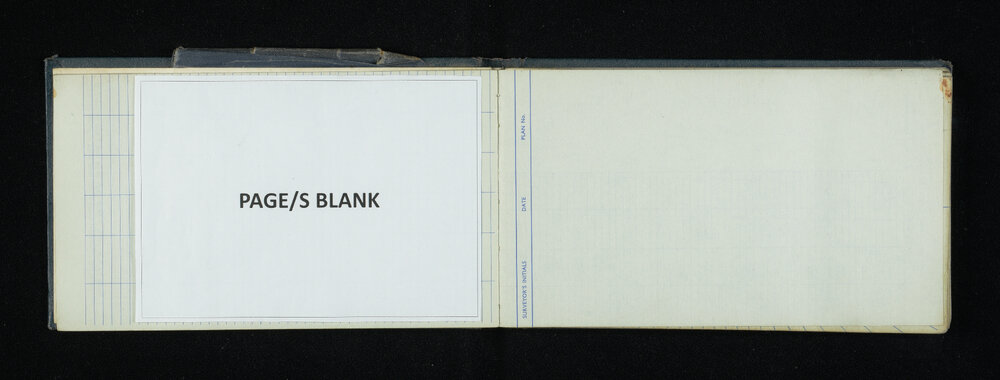 PAGE/S BLANK
SURVEYOR'S INITIALS DATE PLAN No.